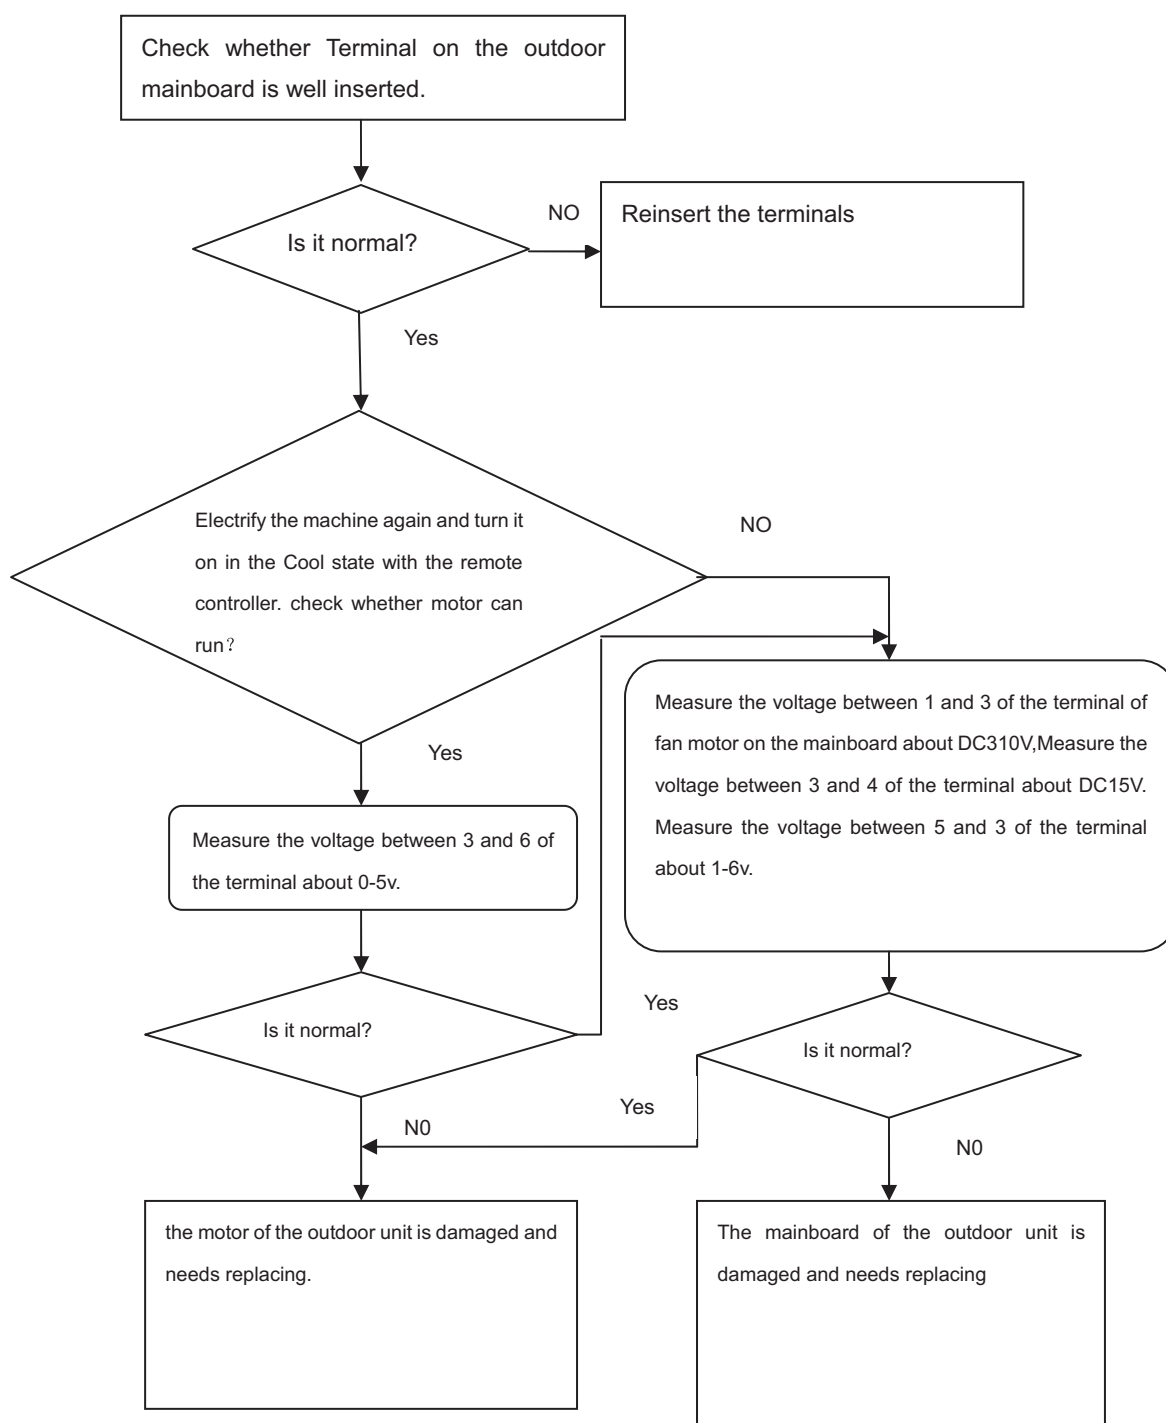 Check whether Terminal on the outdoor
mainboard is well inserted.
NO
Reinsert the terminals
Is it normal?
Yes
Electrify the machine again and turn it
on in the Cool state with the remote
controller. check whether motor can
run？
NO
Yes
Measure the voltage between 1 and 3 of the terminal of
fan motor on the mainboard about DC310V,Measure the
voltage between 3 and 4 of the terminal about DC15V.
Measure the voltage between 5 and 3 of the terminal
about 1-6v.
Measure the voltage between 3 and 6 of
the terminal about 0-5v.
Yes
Is it normal?
Is it normal?
Yes
N0
N0
the motor of the outdoor unit is damaged and
needs replacing.
The mainboard of the outdoor unit is
damaged and needs replacing